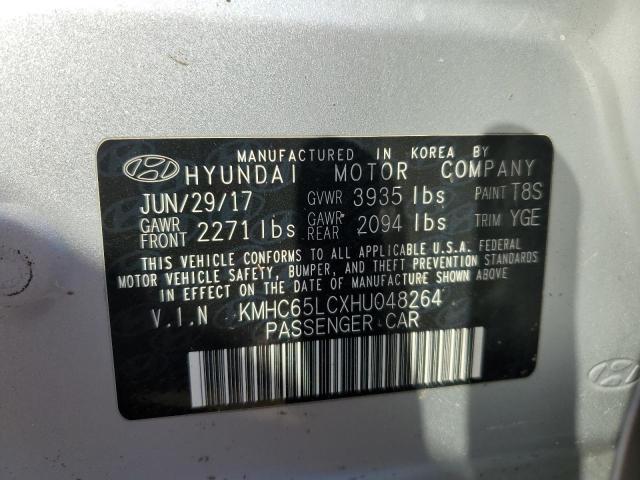 MANUFACTURED IN KOREA BY
HYUNDAI MOTOR COMPANY
JUN/29/17 GVWR 3935 lbs PAINT T8S
GAWR FRONT 2271 lbs GAWR REAR 2094 lbs TRIM YGE
THIS VEHICLE CONFORMS TO ALL APPLICABLE U.S.A. FEDERAL
MOTOR VEHICLE SAFETY, BUMPER, AND THEFT PREVENTION STANDARDS
IN EFFECT ON THE DATE OF MANUFACTURE SHOWN ABOVE.
V.I.N KMHC65LCXHU048264
PASSENGER CAR